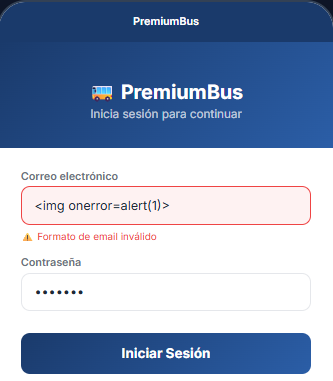 PremiumBus
PremiumBus
Inicia sesión para continuar
Correo electrónico
<img onerror=alert(1)>
Formato de email inválido
Contraseña
•••••••
Iniciar Sesión